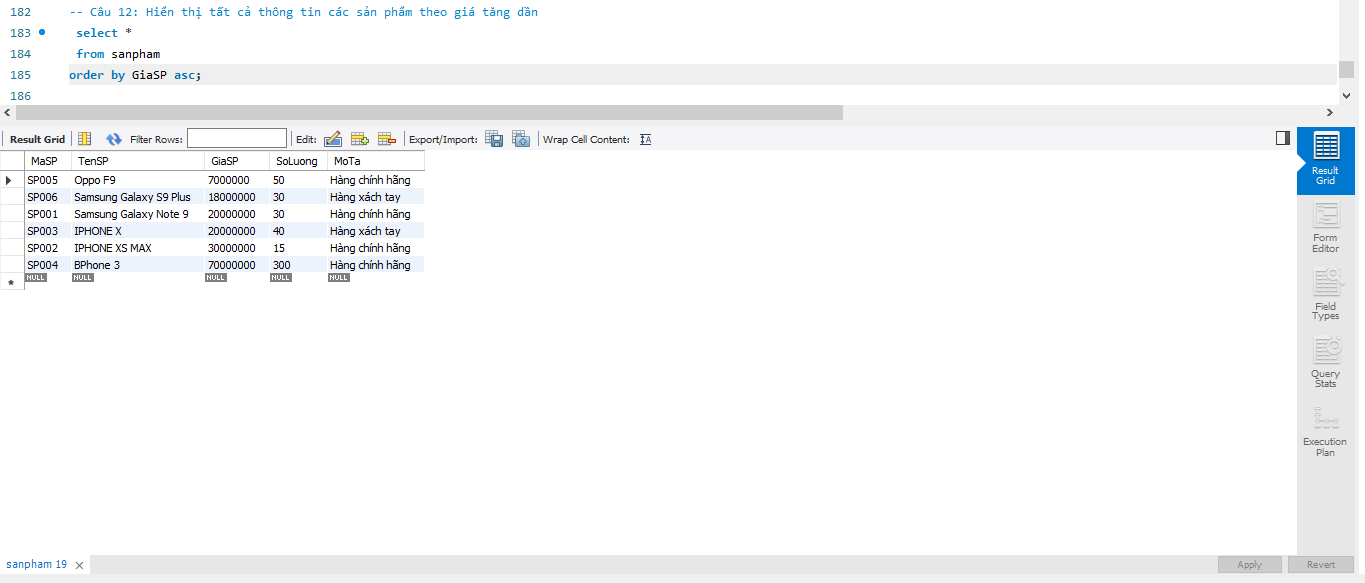 182 -- Câu 12: Hiển thị tất cả thông tin các sản phẩm theo giá tăng dần
183 select *
184 from sanpham
185 order by GiaSP asc;
186
Result Grid Filter Rows: Edit: Export/Import: Wrap Cell Content: IA
MaSP TenSP GiaSP SoLuong MoTa
SP005 Oppo F9 7000000 50 Hàng chính hãng
SP006 Samsung Galaxy S9 Plus 18000000 30 Hàng xách tay
SP001 Samsung Galaxy Note 9 20000000 30 Hàng chính hãng
SP003 IPHONE X 20000000 40 Hàng xách tay
SP002 IPHONE XS MAX 30000000 15 Hàng chính hãng
SP004 BPhone 3 70000000 300 Hàng chính hãng
NULL NULL NULL NULL NULL
Result
Grid
Form
Editor
Field
Types
Query
Stats
Execution
Plan
sanpham 19
Apply Revert